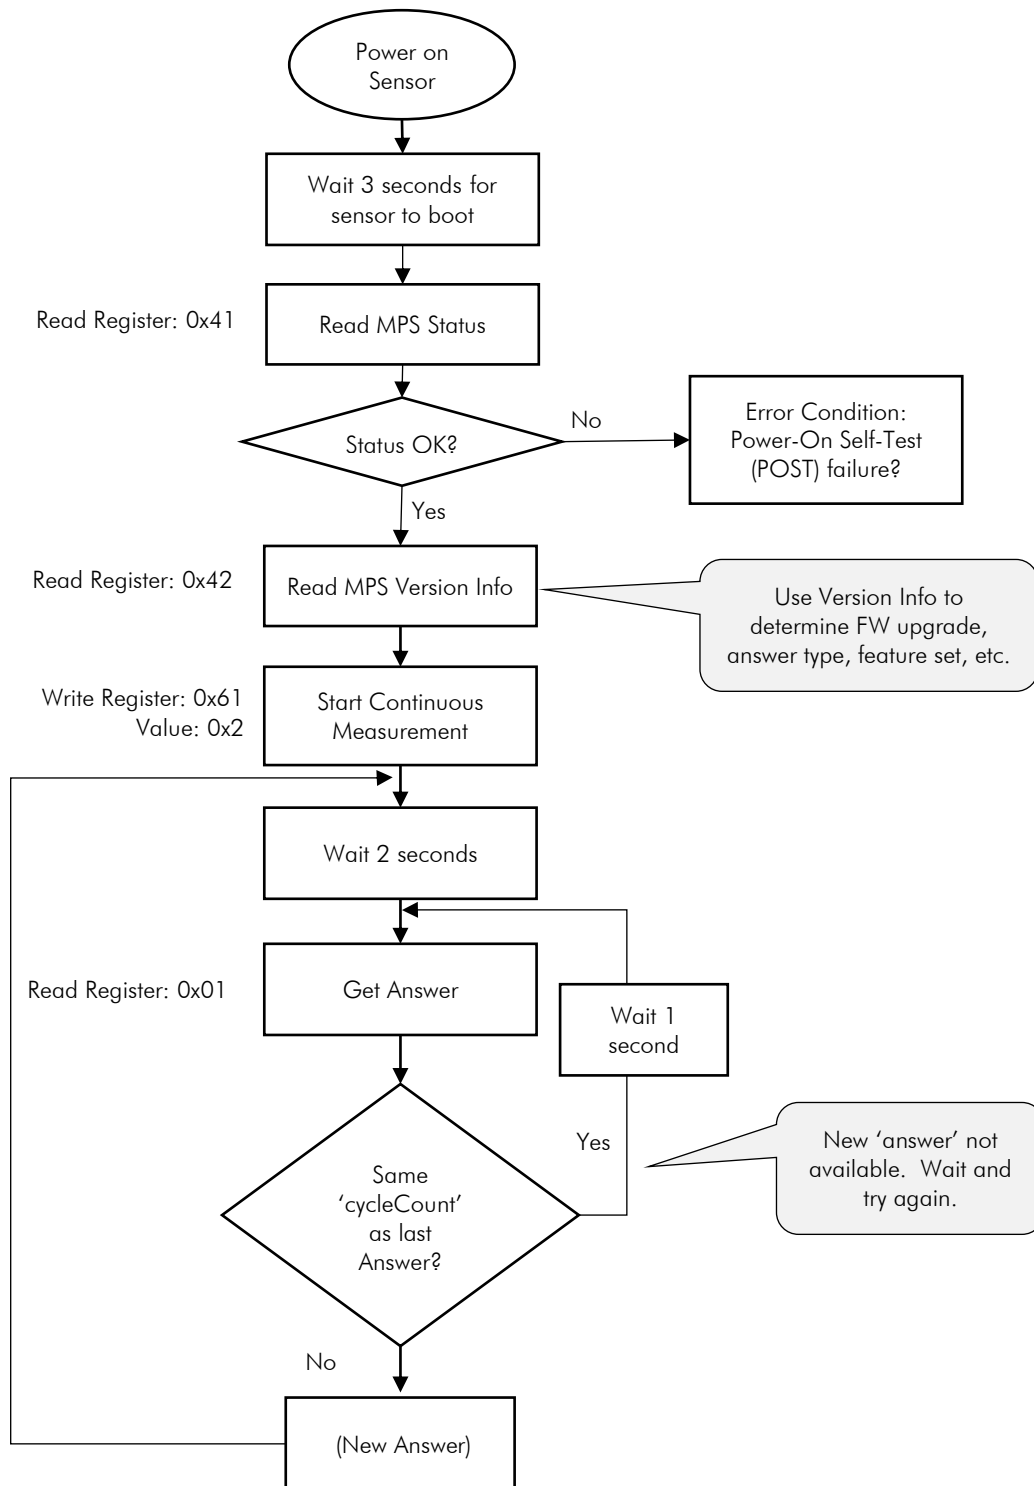 Power on
Sensor
Wait 3 seconds for
sensor to boot
Read Register: 0x41
Read MPS Status
Status OK?
No
Error Condition:
Power-On Self-Test
(POST) failure?
Yes
Read Register: 0x42
Read MPS Version Info
Use Version Info to
determine FW upgrade,
answer type, feature set, etc.
Write Register: 0x61
Value: 0x2
Start Continuous
Measurement
Wait 2 seconds
Read Register: 0x01
Get Answer
Wait 1
second
Yes
New ‘answer’ not
available.  Wait and
try again.
Same
‘cycleCount’
as last
Answer?
No
(New Answer)